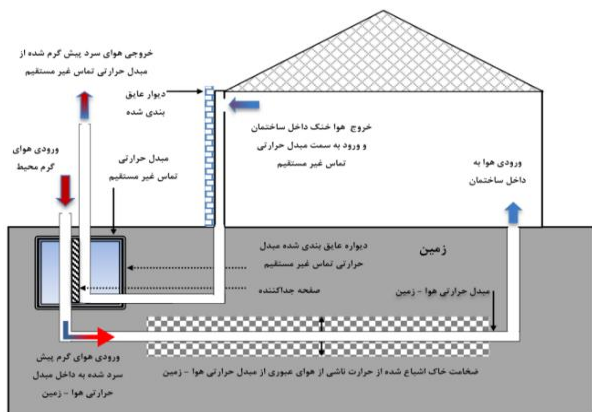 خروجی هوای سرد پیش گرم شده از
مبدل حرارتی تماس غیر مستقیم
دیوار عایق
بندی شده
خروج هوا خنک داخل ساختمان
و ورود به سمت مبدل حرارتی
تماس غیر مستقیم
ورودی هوای
گرم محیط
مبدل حرارتی
تماس غیر مستقیم
ورودی هوا به
داخل ساختمان
زمین
دیواره عایق بندی شده مبدل
حرارتی تماس غیر مستقیم
صفحه جداکننده
مبدل حرارتی هوا - زمین
ورودی هوای گرم پیش
سرد شده به داخل مبدل
حرارتی هوا - زمین
ضخامت خاک اشباع شده از حرارت ناشی از هوای عبوری از مبدل حرارتی هوا - زمین